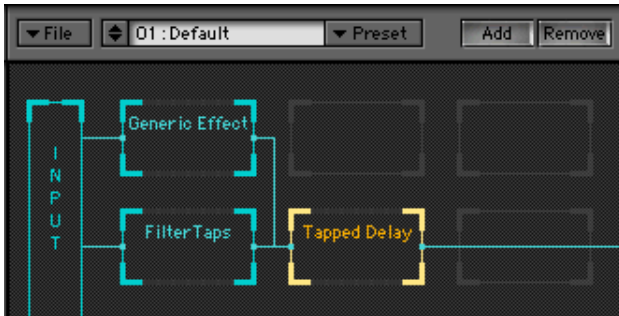 File 01 : Default Preset Add Remove
Generic Effect
INPUT
FilterTaps Tapped Delay